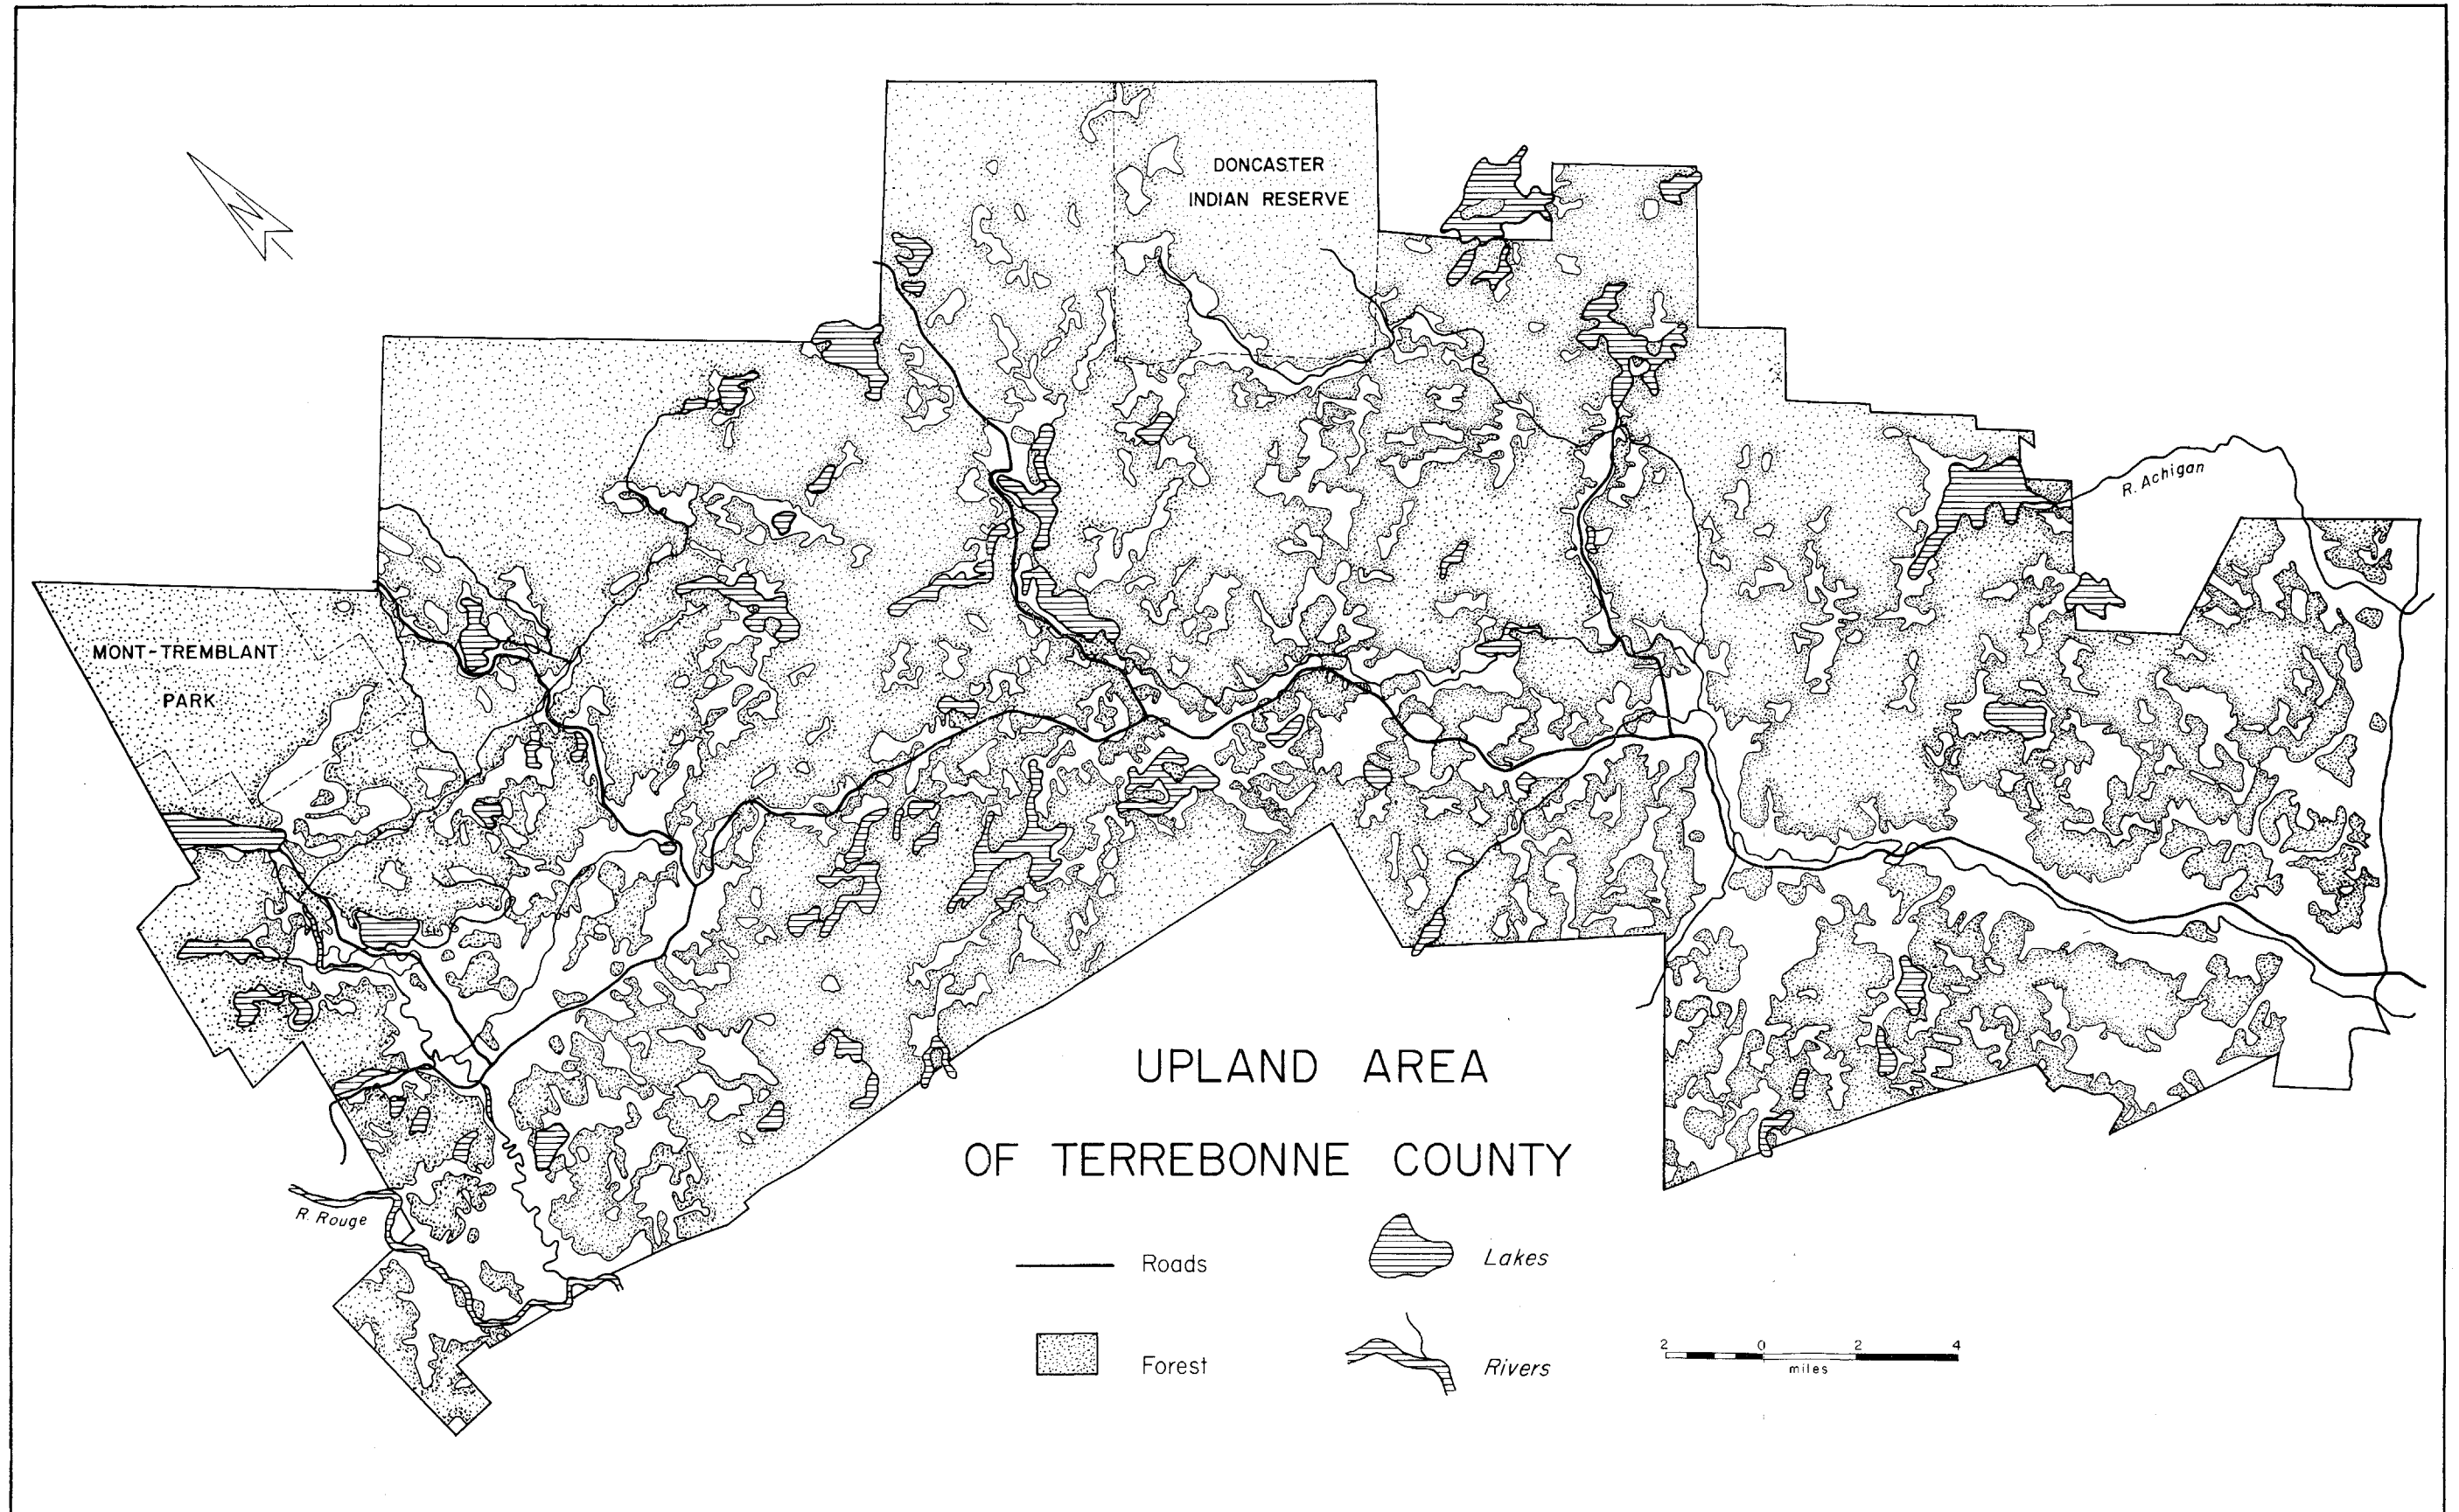 DONCASTER
INDIAN RESERVE
N
R. Achigan
MONT-TREMBLANT
PARK
UPLAND AREA
OF TERREBONNE COUNTY
R. Rouge
Roads
Lakes
Forest
Rivers
2 0 2 4
miles